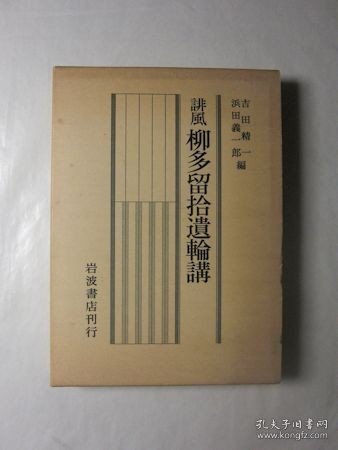 吉田精一
浜田義一郎編
誹風
柳多留拾遺輪講
岩波書店刊行
孔夫子旧书网
www.kongfz.com